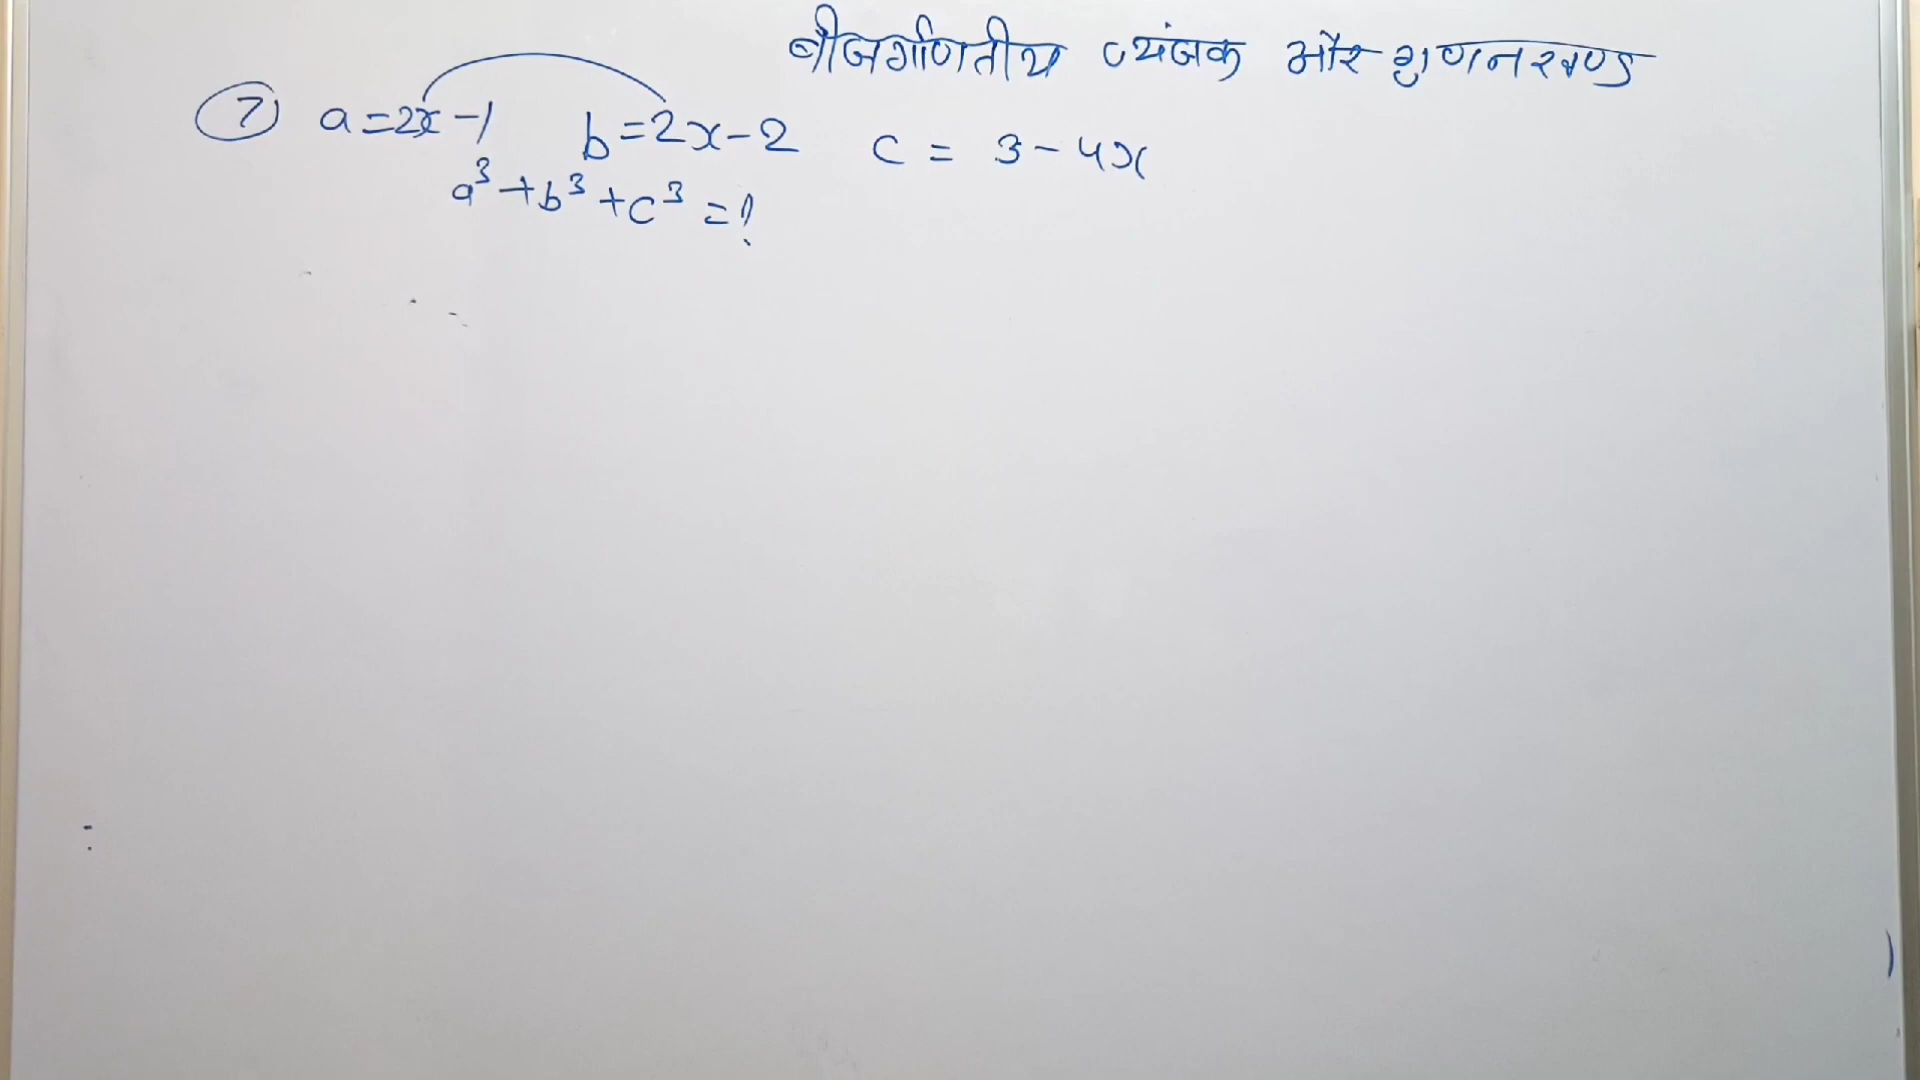 बीजगणितीय व्यंजक और गुणनखण्ड
7 a=2x-1 b=2x-2 c = 3-4x
a³+b³+c³=?